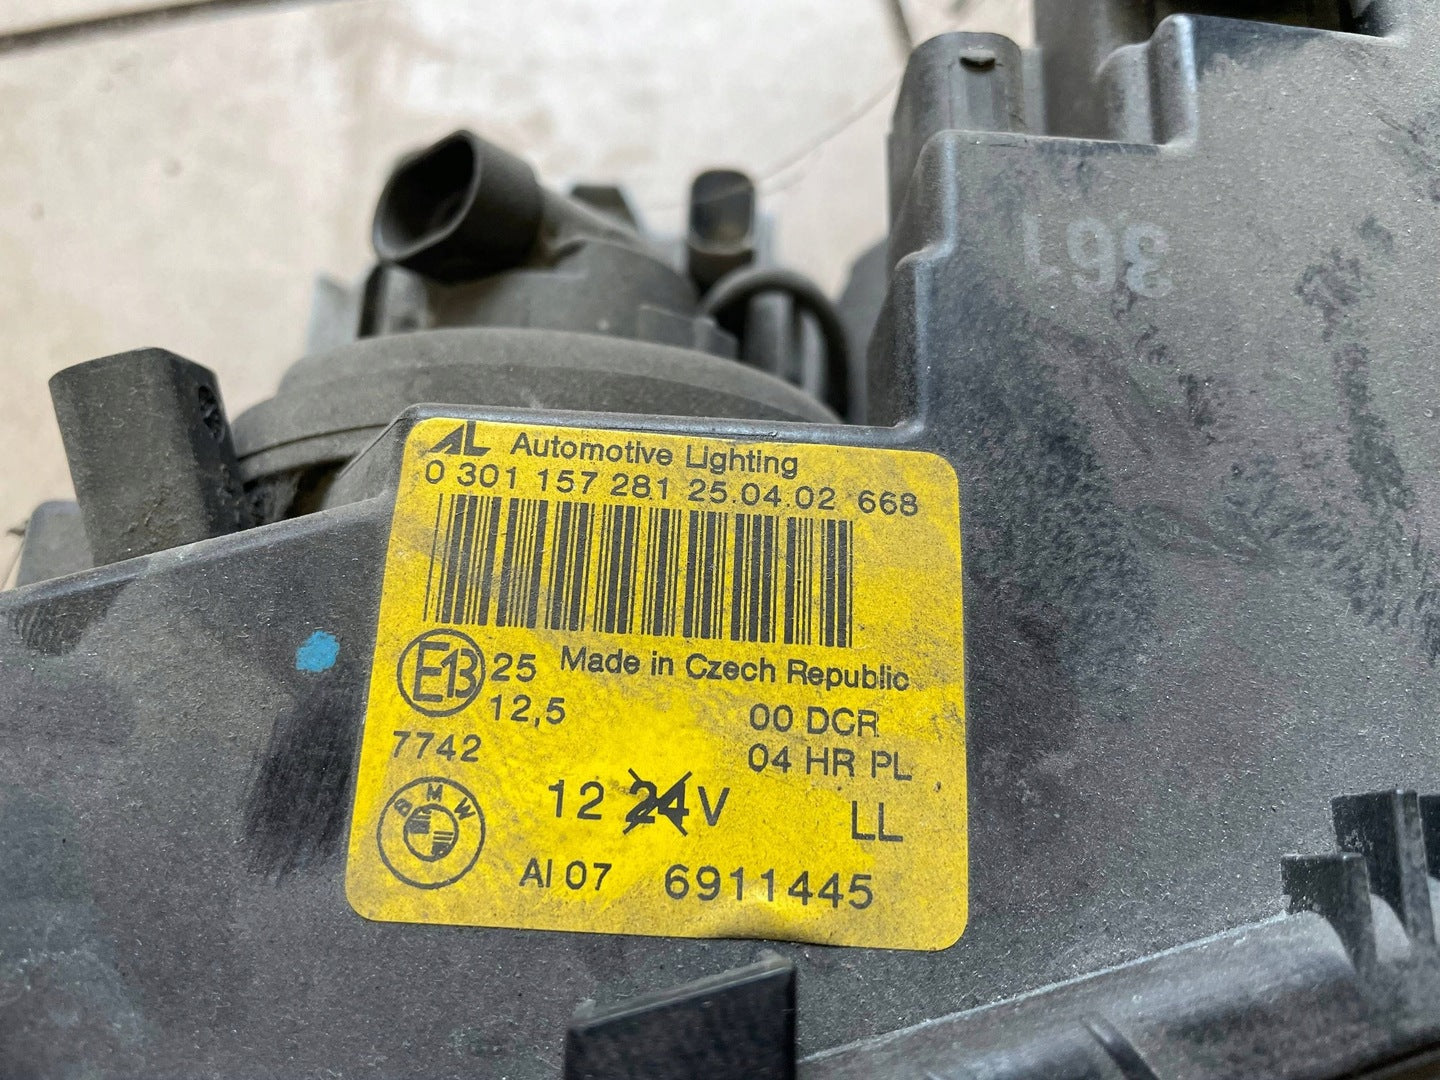 361
AL Automotive Lighting
0 301 157 281 25.04.02 668
E13 25 Made in Czech Republic
12,5 00 DCR
7742 04 HR PL
BMW 12 24V LL
AI 07 6911445